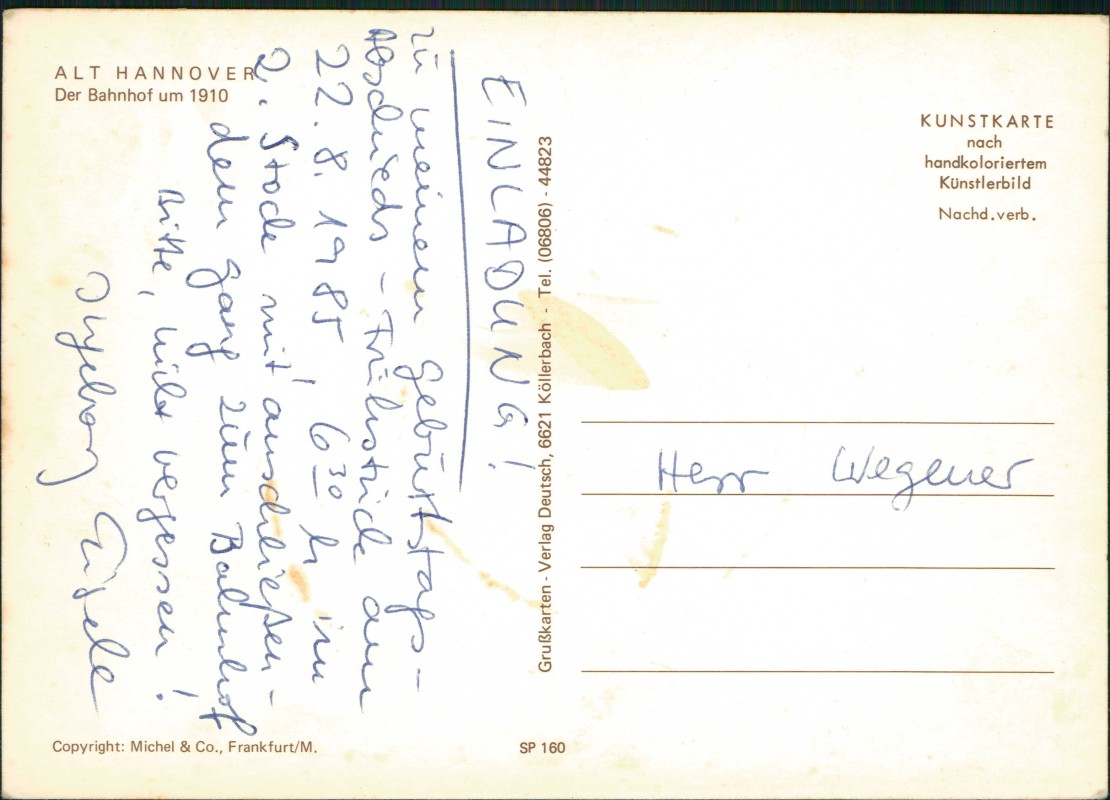 ALT HANNOVER
Der Bahnhof um 1910
EINLADUNG!
zu meinem Geburtstags-
Abschieds-Frühstück am
22.8.1985 6³⁰ h im
2. Stock mit anschließen-
dem Gang zum Bahnhof
Bitte, nicht vergessen!
Ingeborg
Grußkarten - Verlag Deutsch, 6621 Köllerbach - Tel. (06806) - 44823
KUNSTKARTE
nach
handkoloriertem
Künstlerbild
Nachd.verb.
Herr Wegener
Copyright: Michel & Co., Frankfurt/M.
SP 160